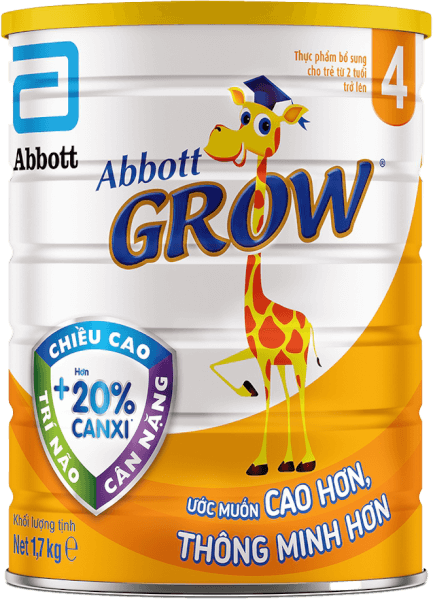 Abbott
Thực phẩm bổ sung
cho trẻ từ 2 tuổi
trở lên
4
Abbott
GROW®
CHIỀU CAO
TRÍ NÃO
CÂN NẶNG
Hơn
+20%
CANXI*
ƯỚC MUỐN CAO HƠN,
THÔNG MINH HƠN
Khối lượng tịnh
Net 1,7 kg ℮